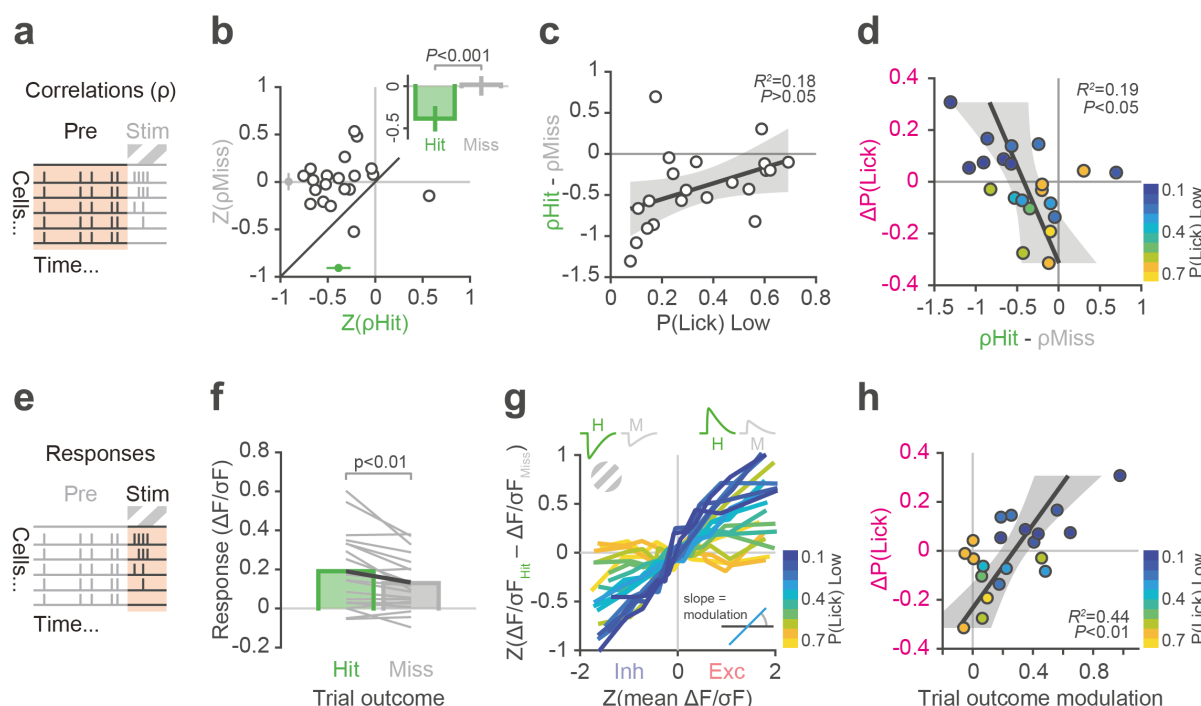 a
Correlations (ρ)
Pre
Stim
Cells...
Time...
b
P<0.001
0
-0.5
Hit
Miss
Z(ρMiss)
1
0.5
0
-0.5
-1
-1
0
0.5
1
Z(ρHit)
c
R²=0.18
P>0.05
ρHit - ρMiss
1
0.5
0
-0.5
-1
-1.5
0
0.2
0.4
0.6
0.8
P(Lick) Low
d
R²=0.19
P<0.05
ΔP(Lick)
0.4
0.2
0
-0.2
-0.4
-1.5
-1
-0.5
0
0.5
1
ρHit - ρMiss
0.1
0.4
0.7
P(Lick) Low
e
Responses
Pre
Stim
Cells...
Time...
f
p<0.01
Response (ΔF/σF)
0.8
0.6
0.4
0.2
0
-0.2
Hit
Miss
Trial outcome
g
H
M
H
M
Z(ΔF/σF Hit – ΔF/σF Miss)
1
0.5
0
-0.5
-1
slope =
modulation
Inh
Exc
-2
0
2
Z(mean ΔF/σF)
0.1
0.4
0.7
P(Lick) Low
h
ΔP(Lick)
0.4
0.2
0
-0.2
-0.4
R²=0.44
P<0.01
0
0.4
0.8
Trial outcome modulation
0.1
0.4
0.7
P(Lick) Low